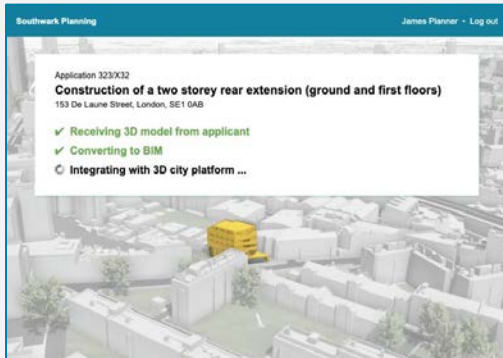 Southwark Planning
James Planner • Log out
Application 323/X32
Construction of a two storey rear extension (ground and first floors)
153 De Laune Street, London, SE1 0AB
✔ Receiving 3D model from applicant
✔ Converting to BIM
Integrating with 3D city platform ...